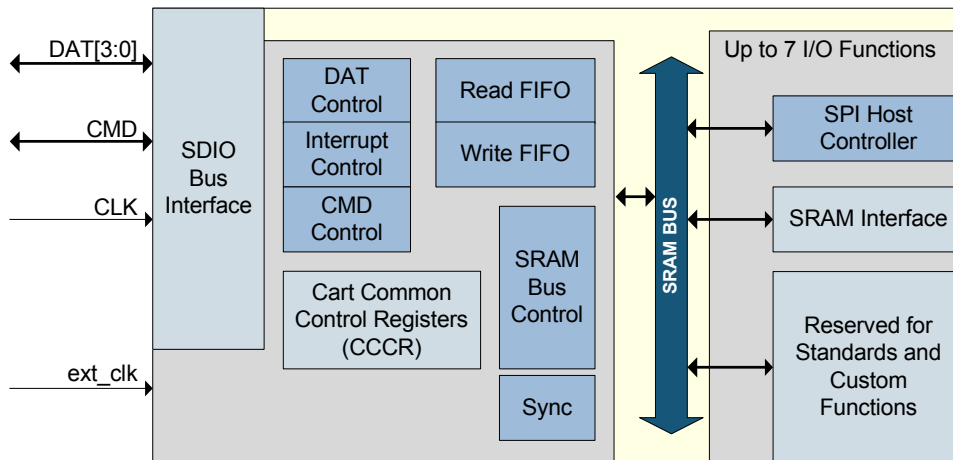 DAT[3:0]
CMD
CLK
ext_clk
SDIO
Bus
Interface
DAT
Control
Interrupt
Control
CMD
Control
Read FIFO
Write FIFO
Cart Common
Control Registers
(CCCR)
SRAM
Bus
Control
Sync
SRAM BUS
Up to 7 I/O Functions
SPI Host
Controller
SRAM Interface
Reserved for
Standards and
Custom
Functions